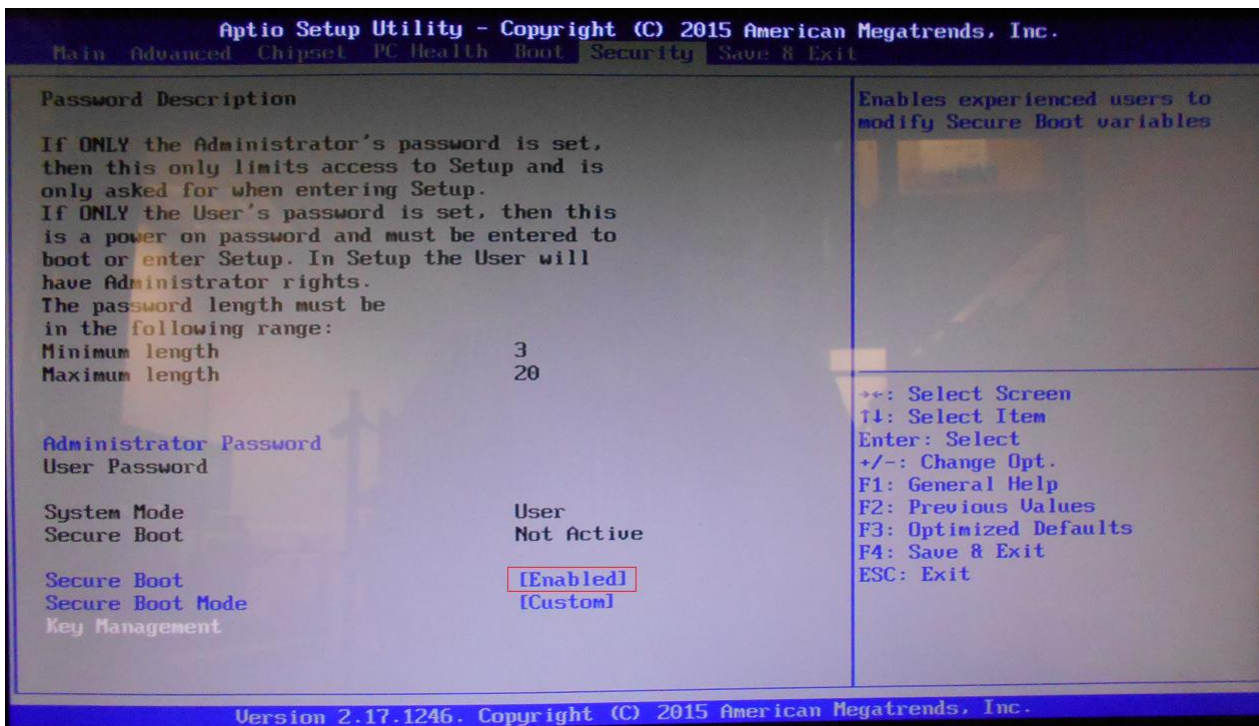 Aptio Setup Utility - Copyright (C) 2015 American Megatrends, Inc.
Main Advanced Chipset PC Health Boot Security Save & Exit
Password Description
If ONLY the Administrator's password is set,
then this only limits access to Setup and is
only asked for when entering Setup.
If ONLY the User's password is set, then this
is a power on password and must be entered to
boot or enter Setup. In Setup the User will
have Administrator rights.
The password length must be
in the following range:
Minimum length 3
Maximum length 20
Administrator Password
User Password
System Mode User
Secure Boot Not Active
Secure Boot [Enabled]
Secure Boot Mode [Custom]
Key Management
Enables experienced users to
modify Secure Boot variables
→←: Select Screen
↑↓: Select Item
Enter: Select
+/-: Change Opt.
F1: General Help
F2: Previous Values
F3: Optimized Defaults
F4: Save & Exit
ESC: Exit
Version 2.17.1246. Copyright (C) 2015 American Megatrends, Inc.